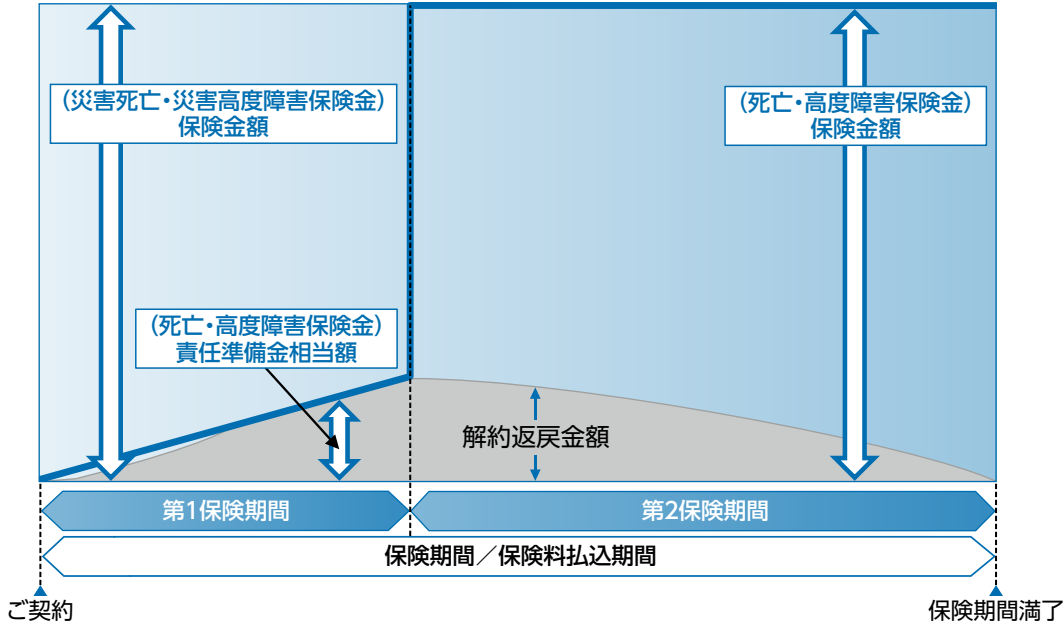 （災害死亡・災害高度障害保険金）
保険金額
（死亡・高度障害保険金）
保険金額
（死亡・高度障害保険金）
責任準備金相当額
解約返戻金額
第1保険期間
第2保険期間
保険期間／保険料払込期間
ご契約
保険期間満了